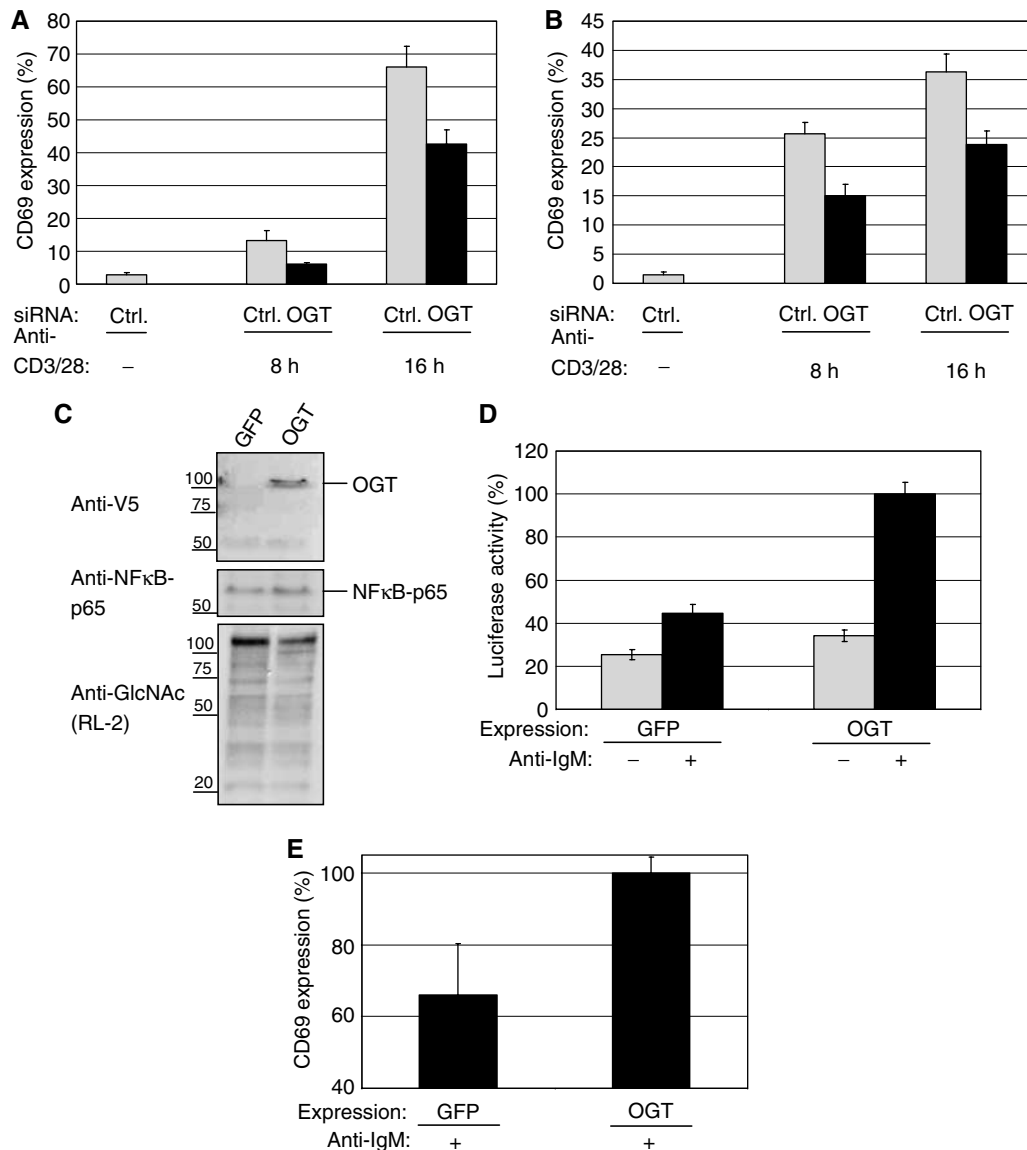 A
CD69 expression (%)
80
70
60
50
40
30
20
10
0
siRNA: Ctrl. Ctrl. OGT Ctrl. OGT
Anti-
CD3/28: – 8 h 16 h
B
CD69 expression (%)
45
40
35
30
25
20
15
10
5
0
siRNA: Ctrl. Ctrl. OGT Ctrl. OGT
Anti-
CD3/28: – 8 h 16 h
C
GFP OGT
Anti-V5
100
75
50
OGT
Anti-NFκB-
p65
50
NFκB-p65
Anti-GlcNAc
(RL-2)
100
75
50
20
D
Luciferase activity (%)
120
100
80
60
40
20
0
Expression: GFP OGT
Anti-IgM: – + – +
E
CD69 expression (%)
100
80
60
40
Expression: GFP OGT
Anti-IgM: + +